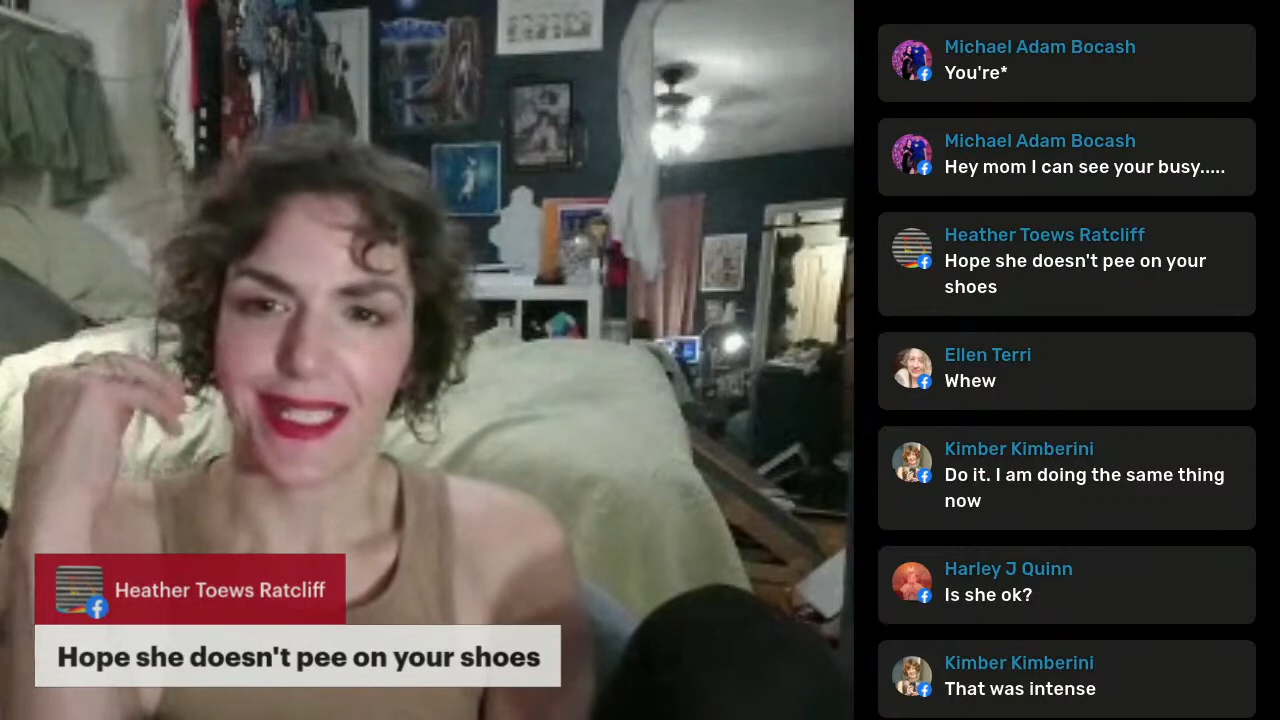 Heather Toews Ratcliff
Hope she doesn't pee on your shoes
Michael Adam Bocash
You're*
Michael Adam Bocash
Hey mom I can see your busy.....
Heather Toews Ratcliff
Hope she doesn't pee on your
shoes
Ellen Terri
Whew
Kimber Kimberini
Do it. I am doing the same thing
now
Harley J Quinn
Is she ok?
Kimber Kimberini
That was intense